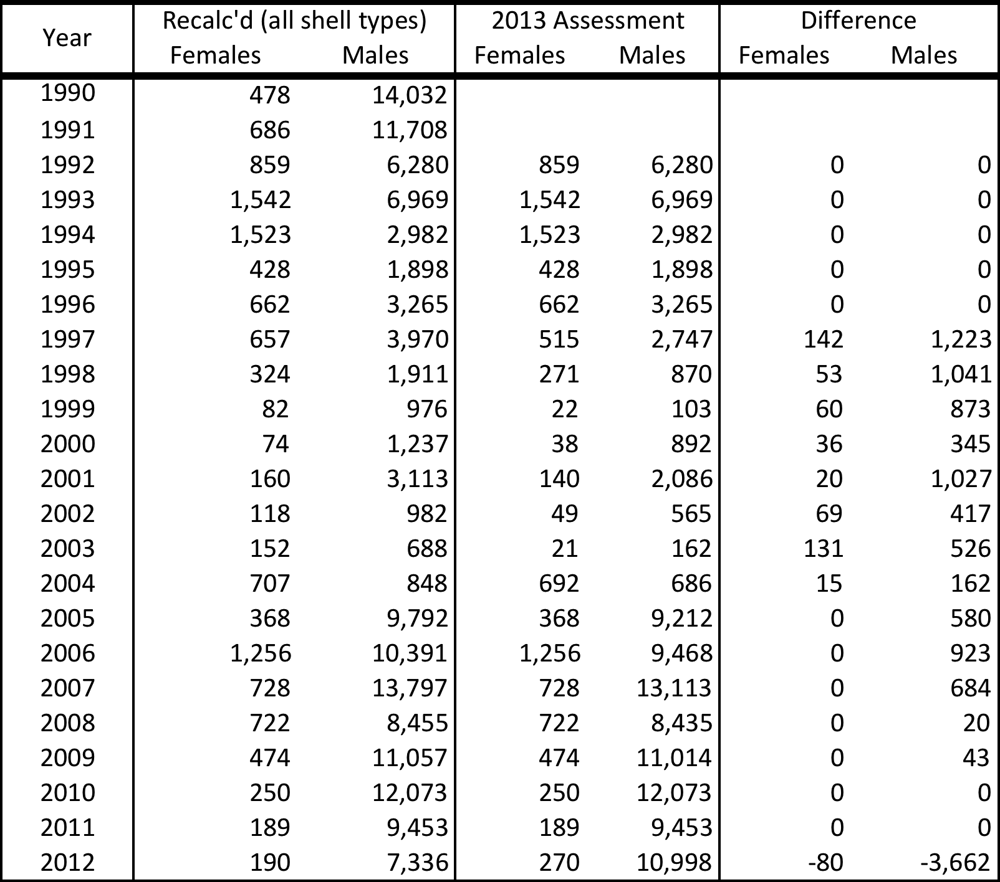 Year Recalc'd (all shell types) 2013 Assessment Difference
Females Males Females Males Females Males
1990 478 14,032
1991 686 11,708
1992 859 6,280 859 6,280 0 0
1993 1,542 6,969 1,542 6,969 0 0
1994 1,523 2,982 1,523 2,982 0 0
1995 428 1,898 428 1,898 0 0
1996 662 3,265 662 3,265 0 0
1997 657 3,970 515 2,747 142 1,223
1998 324 1,911 271 870 53 1,041
1999 82 976 22 103 60 873
2000 74 1,237 38 892 36 345
2001 160 3,113 140 2,086 20 1,027
2002 118 982 49 565 69 417
2003 152 688 21 162 131 526
2004 707 848 692 686 15 162
2005 368 9,792 368 9,212 0 580
2006 1,256 10,391 1,256 9,468 0 923
2007 728 13,797 728 13,113 0 684
2008 722 8,455 722 8,435 0 20
2009 474 11,057 474 11,014 0 43
2010 250 12,073 250 12,073 0 0
2011 189 9,453 189 9,453 0 0
2012 190 7,336 270 10,998 -80 -3,662